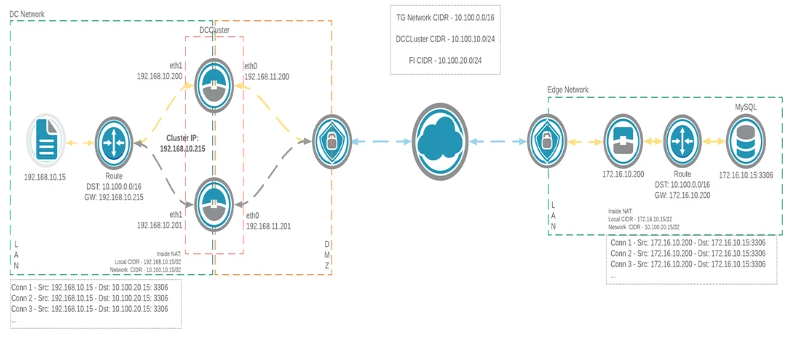 DC Network
DCCluster
eth1
192.168.10.200
eth0
192.168.11.200
Cluster IP:
192.168.10.215
192.168.10.15
Route
DST: 10.100.0.0/16
GW: 192.168.10.215
eth1
192.168.10.201
eth0
192.168.11.201
L
A
N
Inside NAT:
Local CIDR - 192.168.10.15/32
Network CIDR - 10.100.10.15/32
D
M
Z
Conn 1 - Src: 192.168.10.15 - Dst: 10.100.20.15: 3306
Conn 2 - Src: 192.168.10.15 - Dst: 10.100.20.15: 3306
Conn 3 - Src: 192.168.10.15 - Dst: 10.100.20.15: 3306
...
TG Network CIDR - 10.100.0.0/16
DCCLuster CIDR - 10.100.10.0/24
FI CIDR - 10.100.20.0/24
Edge Network
MySQL
172.16.10.200
Route
DST: 10.100.0.0/16
GW: 172.16.10.200
172.16.10.15:3306
L
A
N
Inside NAT:
Local CIDR - 172.16.10.15/32
Network CIDR - 10.100.20.15/32
Conn 1 - Src: 172.16.10.200 - Dst: 172.16.10.15:3306
Conn 2 - Src: 172.16.10.200 - Dst: 172.16.10.15:3306
Conn 3 - Src: 172.16.10.200 - Dst: 172.16.10.15:3306
...